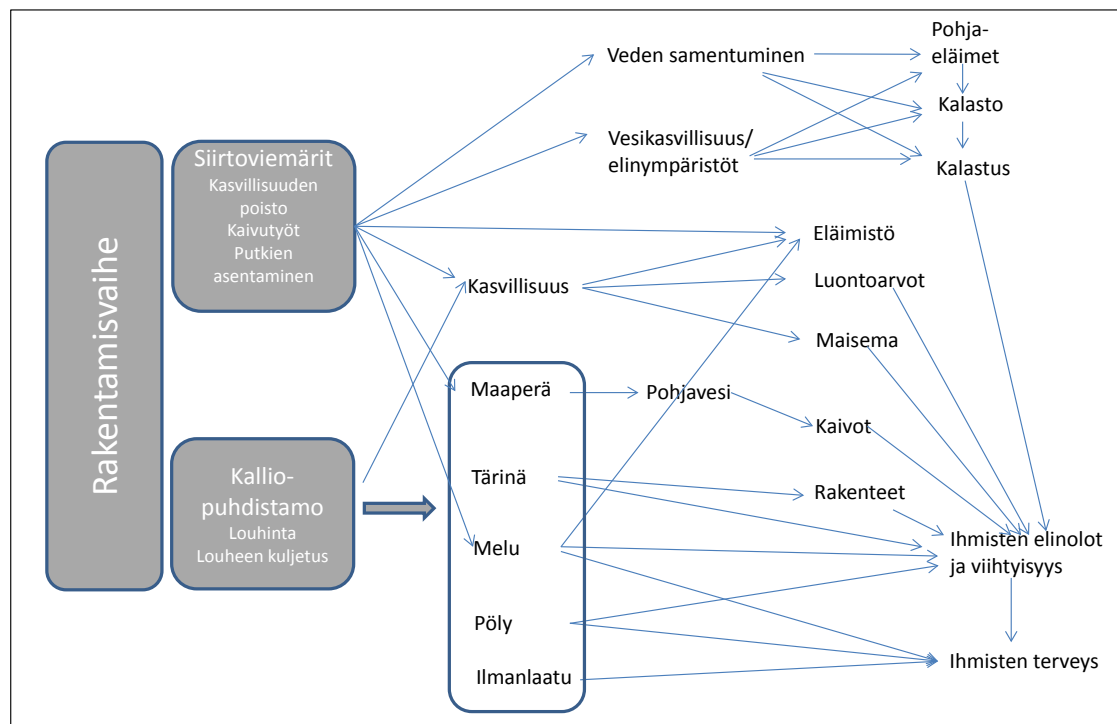 Rakentamisvaihe
Siirtoviemärit
Kasvillisuuden
poisto
Kaivutyöt
Putkien
asentaminen
Kallio-
puhdistamo
Louhinta
Louheen kuljetus
Veden samentuminen
Vesikasvillisuus/
elinympäristöt
Kasvillisuus
Maaperä
Tärinä
Melu
Pöly
Ilmanlaatu
Pohjavesi
Eläimistö
Luontoarvot
Maisema
Kaivot
Rakenteet
Pohja-
eläimet
Kalasto
Kalastus
Ihmisten elinolot
ja viihtyisyys
Ihmisten terveys